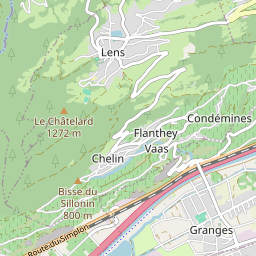 Lens
Le Châtelard
1272 m
Condémines
Flanthey
Vaas
Chelin
Bisse du
Sillonin
800 m
Granges
Route du Simplon